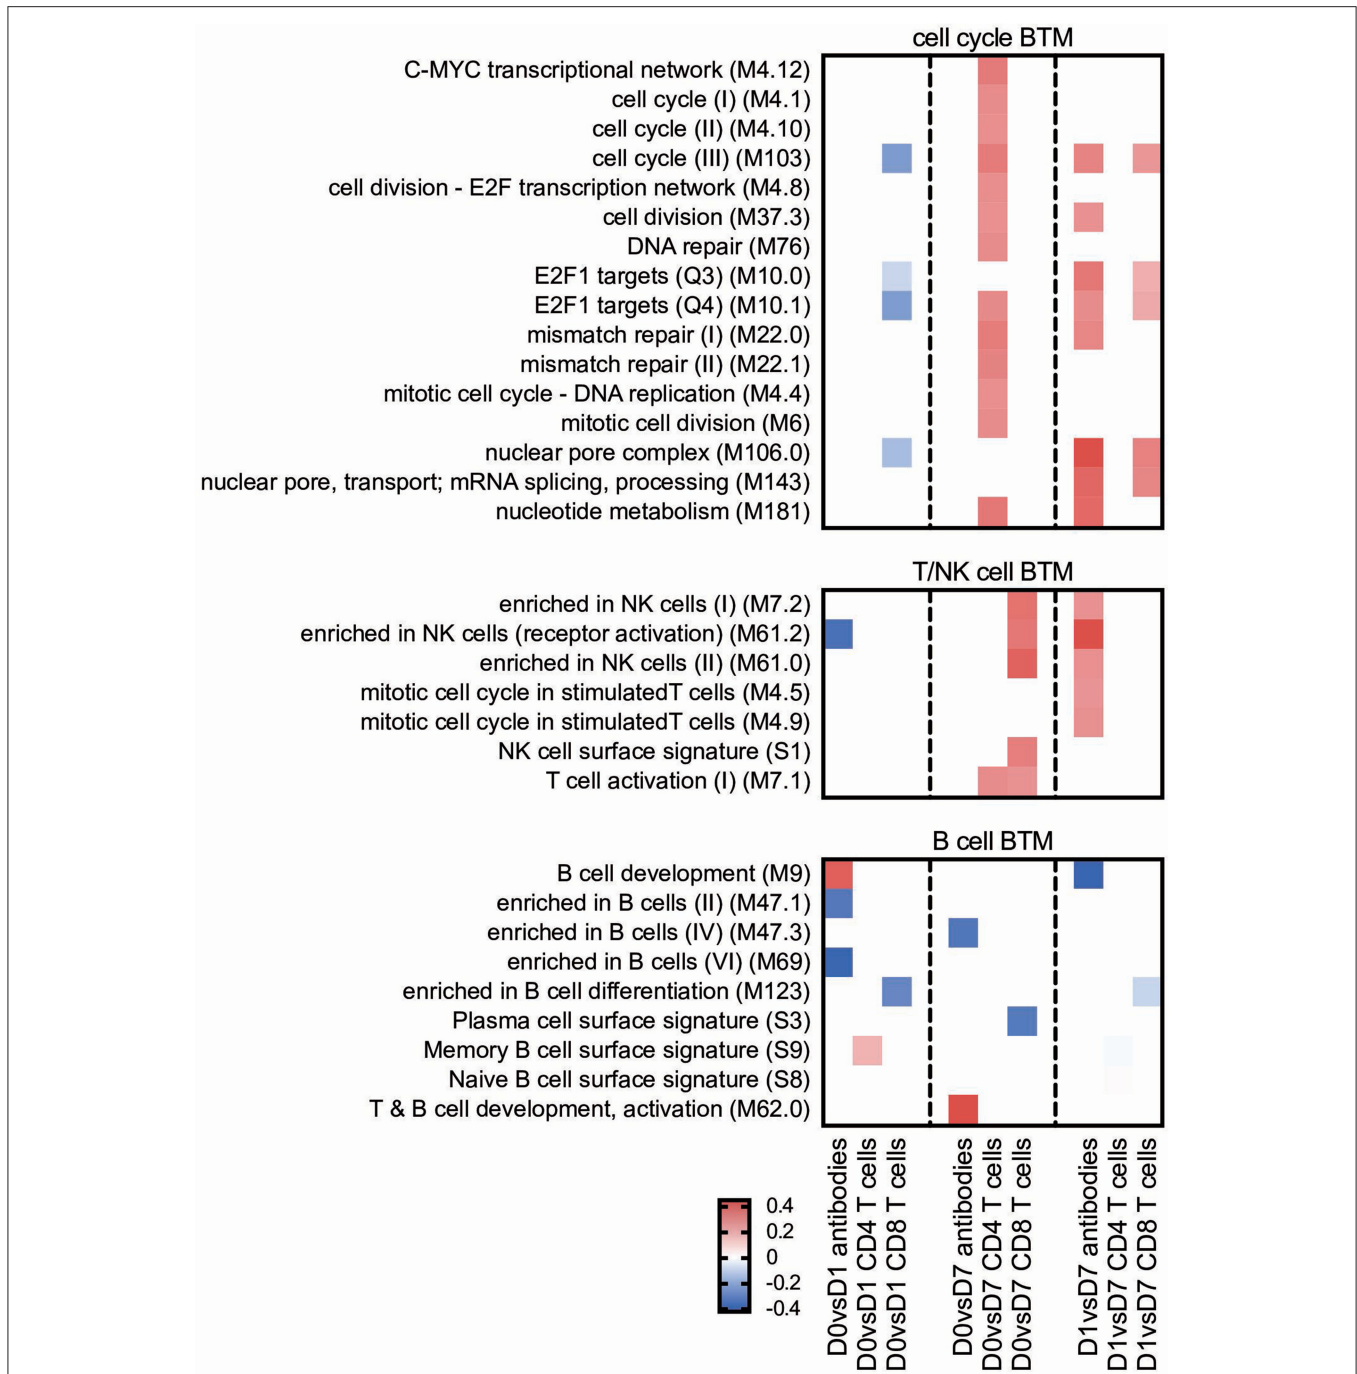 cell cycle BTM
C-MYC transcriptional network (M4.12)
cell cycle (I) (M4.1)
cell cycle (II) (M4.10)
cell cycle (III) (M103)
cell division - E2F transcription network (M4.8)
cell division (M37.3)
DNA repair (M76)
E2F1 targets (Q3) (M10.0)
E2F1 targets (Q4) (M10.1)
mismatch repair (I) (M22.0)
mismatch repair (II) (M22.1)
mitotic cell cycle - DNA replication (M4.4)
mitotic cell division (M6)
nuclear pore complex (M106.0)
nuclear pore, transport; mRNA splicing, processing (M143)
nucleotide metabolism (M181)
T/NK cell BTM
enriched in NK cells (I) (M7.2)
enriched in NK cells (receptor activation) (M61.2)
enriched in NK cells (II) (M61.0)
mitotic cell cycle in stimulatedT cells (M4.5)
mitotic cell cycle in stimulatedT cells (M4.9)
NK cell surface signature (S1)
T cell activation (I) (M7.1)
B cell BTM
B cell development (M9)
enriched in B cells (II) (M47.1)
enriched in B cells (IV) (M47.3)
enriched in B cells (VI) (M69)
enriched in B cell differentiation (M123)
Plasma cell surface signature (S3)
Memory B cell surface signature (S9)
Naive B cell surface signature (S8)
T & B cell development, activation (M62.0)
0.4
0.2
0
-0.2
-0.4
D0vsD1 antibodies
D0vsD1 CD4 T cells
D0vsD1 CD8 T cells
D0vsD7 antibodies
D0vsD7 CD4 T cells
D0vsD7 CD8 T cells
D1vsD7 antibodies
D1vsD7 CD4 T cells
D1vsD7 CD8 T cells